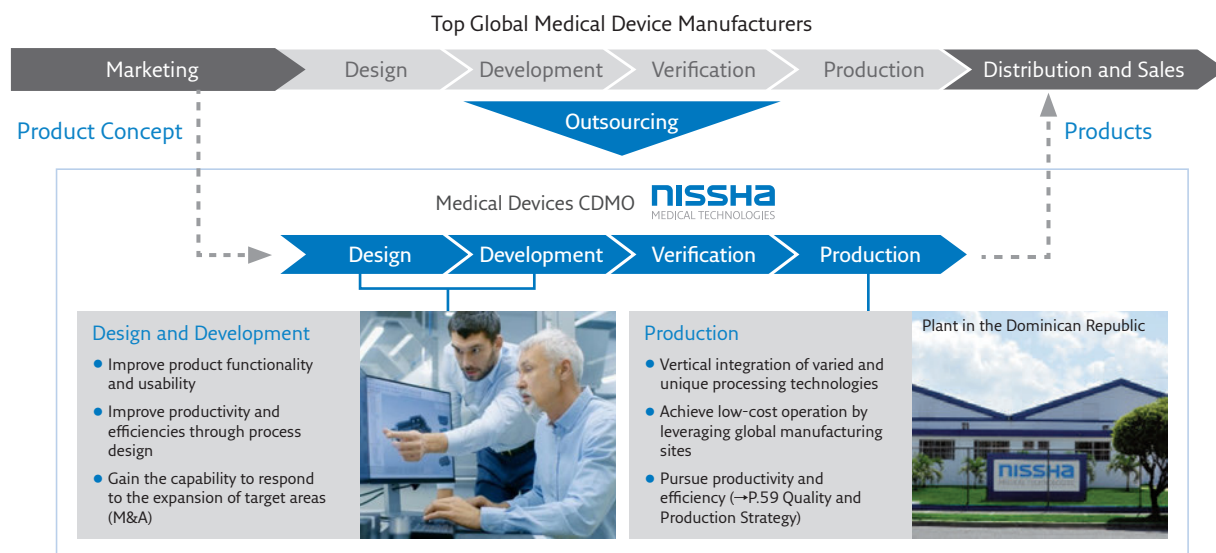 Top Global Medical Device Manufacturers
Marketing
Design
Development
Verification
Production
Distribution and Sales
Product Concept
Outsourcing
Products
Medical Devices CDMO
nissha
MEDICAL TECHNOLOGIES
Design
Development
Verification
Production
Design and Development
● Improve product functionality
and usability
● Improve productivity and
efficiencies through process
design
● Gain the capability to respond
to the expansion of target areas
(M&A)
Production
● Vertical integration of varied and
unique processing technologies
● Achieve low-cost operation by
leveraging global manufacturing
sites
● Pursue productivity and
efficiency (→P.59 Quality and
Production Strategy)
Plant in the Dominican Republic
nissha
MEDICAL TECHNOLOGIES